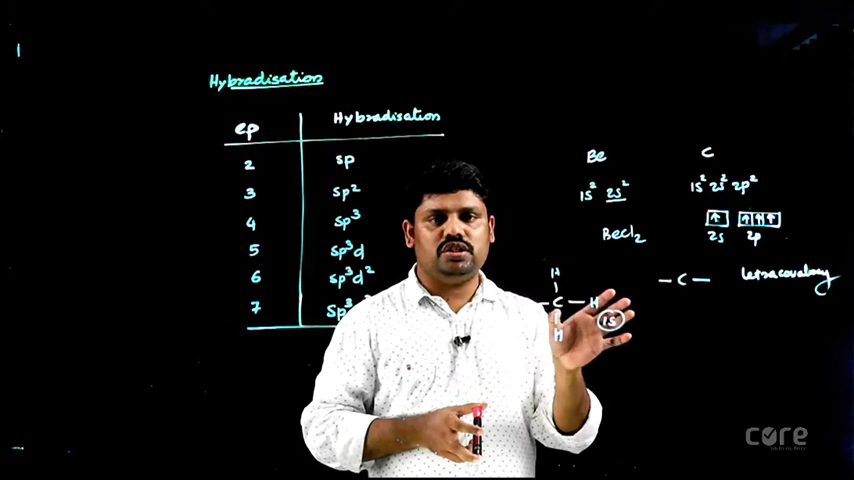 Hybradisation
ep Hybradisation
2 sp
3 sp²
4 sp³
5 sp³d
6 sp³d²
7 sp³
Be
1s² 2s²
BeCl₂
C
1s² 2s² 2p²
↑ ↑ ↑ ↑
2s 2p
– C – tetracovalency
H
– C – H
H
1s
core